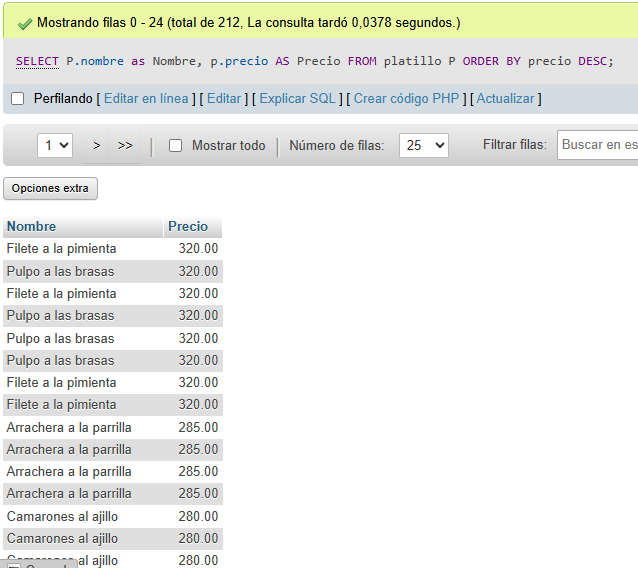 Mostrando filas 0 - 24 (total de 212, La consulta tardó 0,0378 segundos.)
SELECT P.nombre as Nombre, p.precio AS Precio FROM platillo P ORDER BY precio DESC;
Perfilando [ Editar en línea ] [ Editar ] [ Explicar SQL ] [ Crear código PHP ] [ Actualizar ]
1 > >> | Mostrar todo | Número de filas: 25 Filtrar filas: Buscar en es
Opciones extra
Nombre Precio
Filete a la pimienta 320.00
Pulpo a las brasas 320.00
Filete a la pimienta 320.00
Pulpo a las brasas 320.00
Pulpo a las brasas 320.00
Pulpo a las brasas 320.00
Filete a la pimienta 320.00
Filete a la pimienta 320.00
Arrachera a la parrilla 285.00
Arrachera a la parrilla 285.00
Arrachera a la parrilla 285.00
Arrachera a la parrilla 285.00
Camarones al ajillo 280.00
Camarones al ajillo 280.00
Camarones al ajillo 280.00